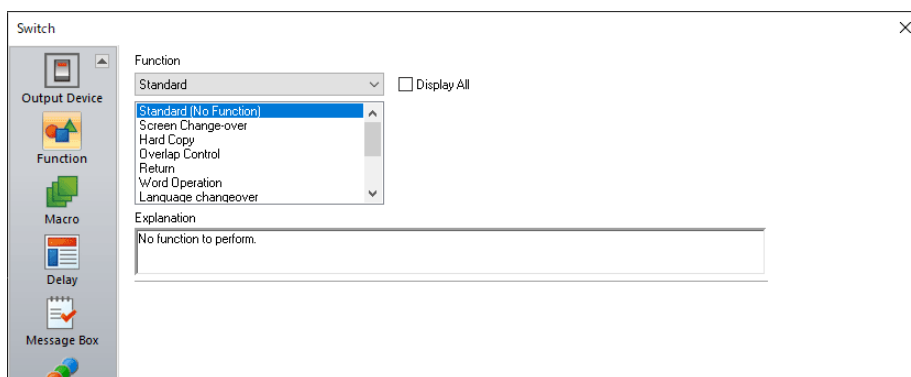 Switch
Output Device
Function
Macro
Delay
Message Box
Function
Standard
Display All
Standard (No Function)
Screen Change-over
Hard Copy
Overlap Control
Return
Word Operation
Language changeover
Explanation
No function to perform.